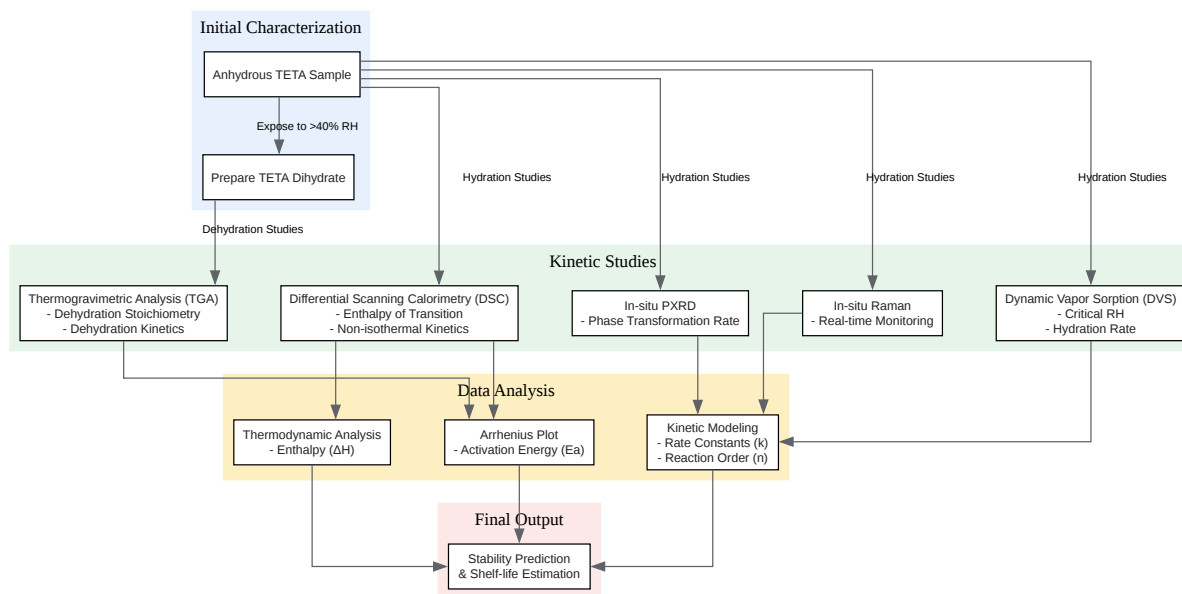 Initial Characterization
Anhydrous TETA Sample
Expose to >40% RH
Prepare TETA Dihydrate
Hydration Studies
Hydration Studies
Hydration Studies
Hydration Studies
Dehydration Studies
Kinetic Studies
Thermogravimetric Analysis (TGA)
- Dehydration Stoichiometry
- Dehydration Kinetics
Differential Scanning Calorimetry (DSC)
- Enthalpy of Transition
- Non-isothermal Kinetics
In-situ PXRD
- Phase Transformation Rate
In-situ Raman
- Real-time Monitoring
Dynamic Vapor Sorption (DVS)
- Critical RH
- Hydration Rate
Data Analysis
Thermodynamic Analysis
- Enthalpy (ΔH)
Arrhenius Plot
- Activation Energy (Ea)
Kinetic Modeling
- Rate Constants (k)
- Reaction Order (n)
Final Output
Stability Prediction
& Shelf-life Estimation